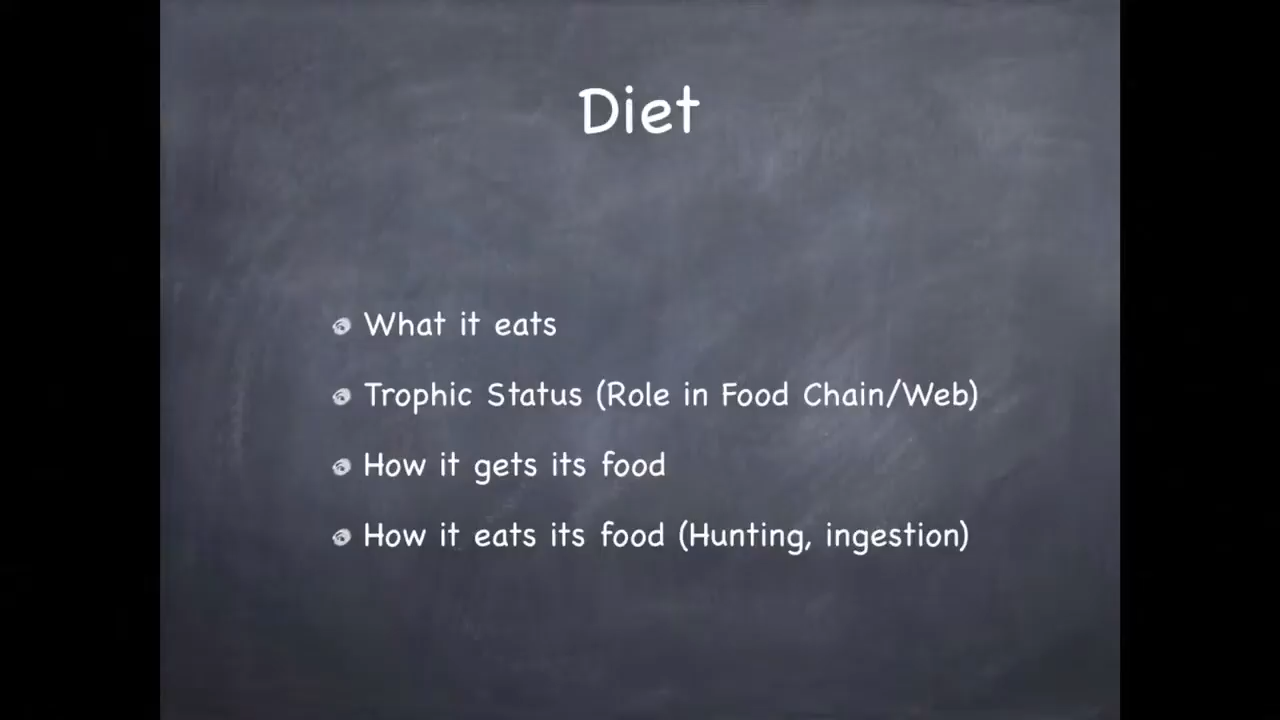 Diet
What it eats
Trophic Status (Role in Food Chain/Web)
How it gets its food
How it eats its food (Hunting, ingestion)